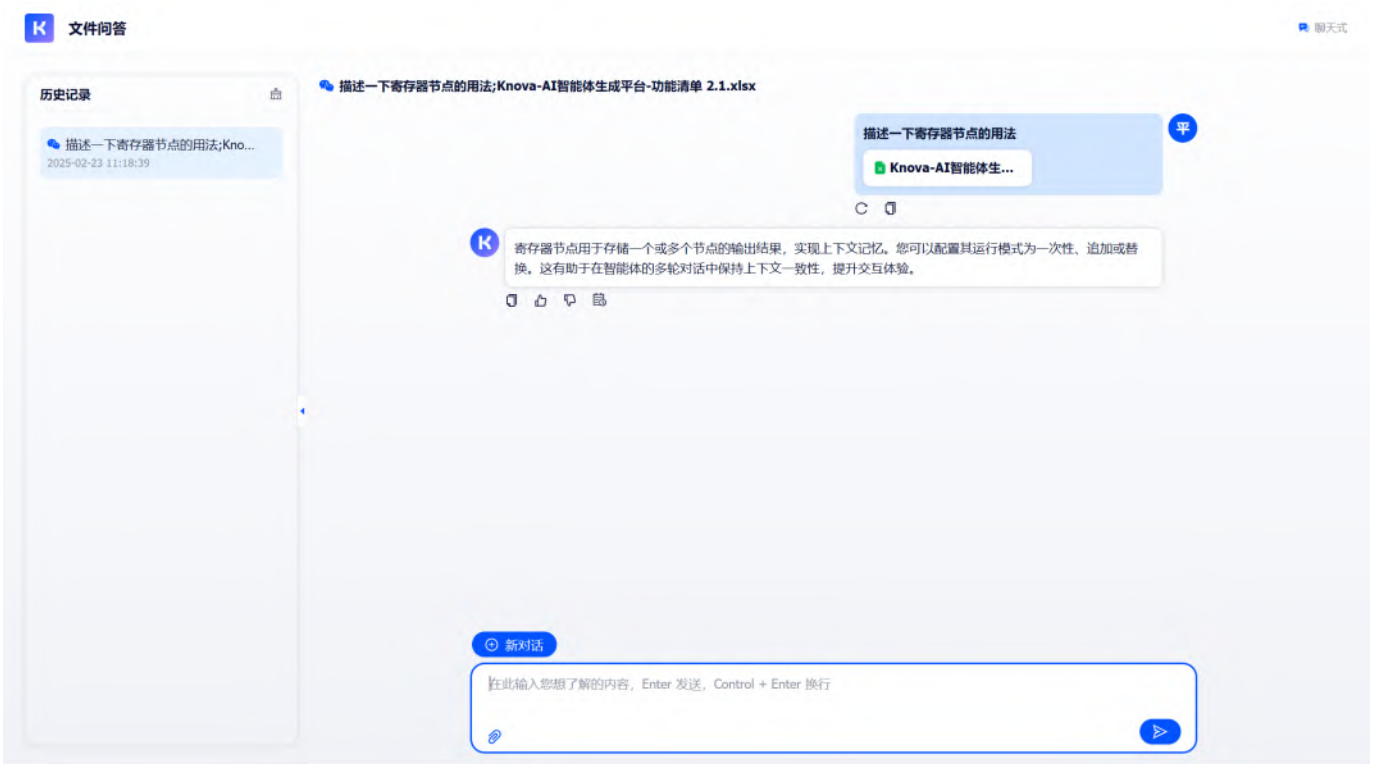 K 文件问答
聊天式
历史记录
描述一下寄存器节点的用法;Kno...
2025-02-23 11:18:39
描述一下寄存器节点的用法;Knova-AI智能体生成平台-功能清单 2.1.xlsx
描述一下寄存器节点的用法
平
Knova-AI智能体生...
K
寄存器节点用于存储一个或多个节点的输出结果，实现上下文记忆。您可以配置其运行模式为一次性、追加或替
换。这有助于在智能体的多轮对话中保持上下文一致性，提升交互体验。
新对话
在此输入您想了解的内容，Enter 发送，Control + Enter 换行